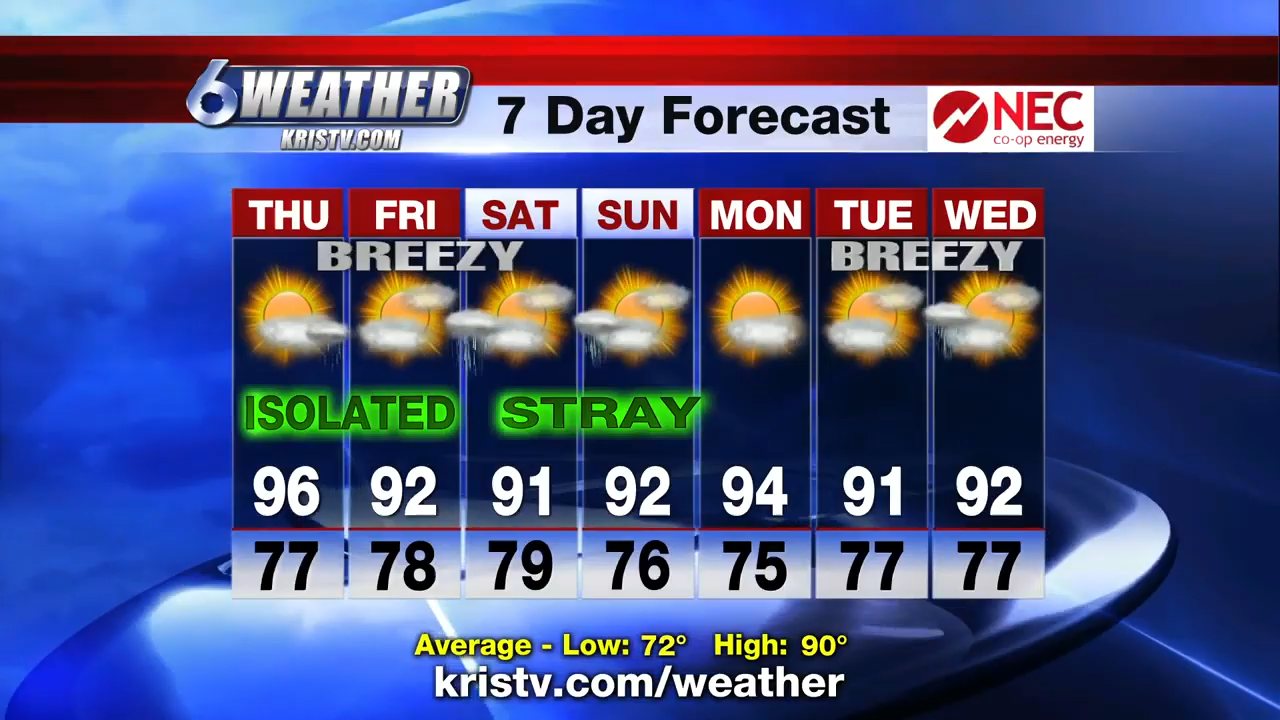 6 WEATHER
KRISTV.COM
7 Day Forecast
NEC
co-op energy
THU FRI SAT SUN MON TUE WED
BREEZY BREEZY
ISOLATED STRAY
96 92 91 92 94 91 92
77 78 79 76 75 77 77
Average - Low: 72° High: 90°
kristv.com/weather